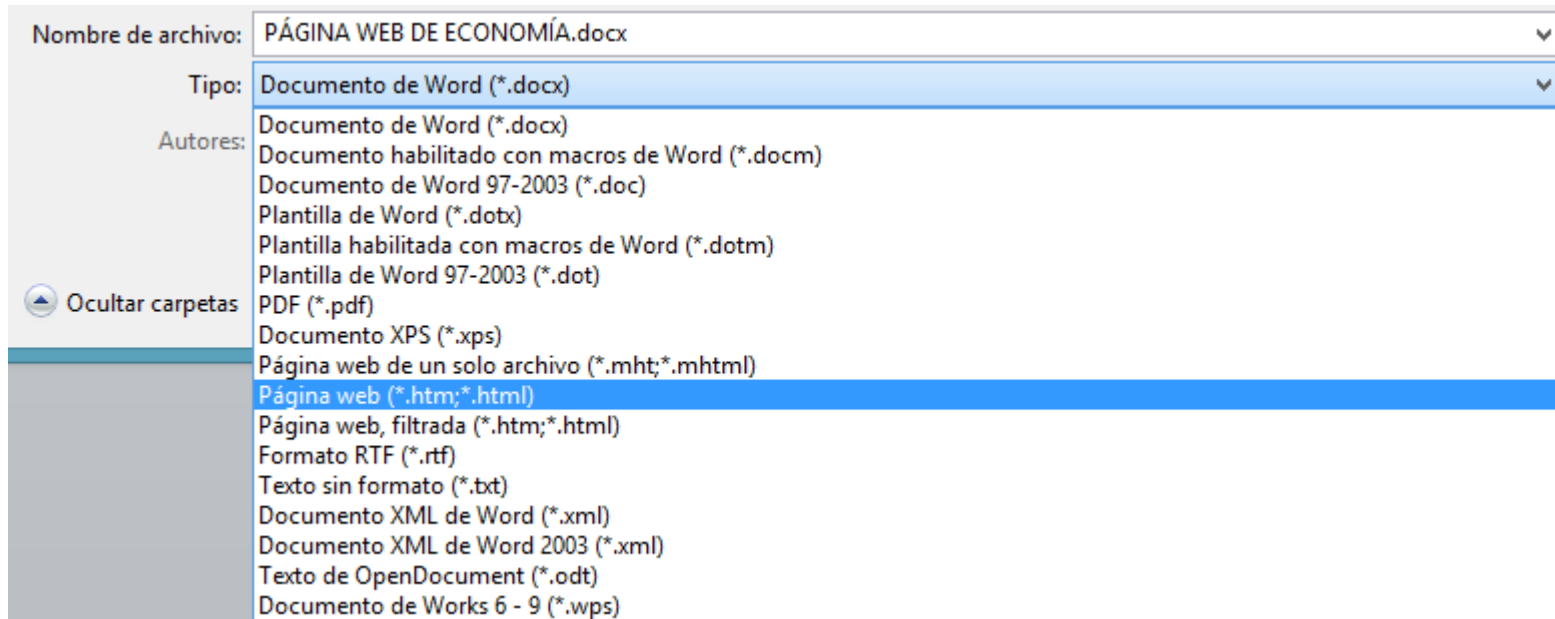 Nombre de archivo: PÁGINA WEB DE ECONOMÍA.docx
Tipo: Documento de Word (*.docx)
Autores:
Documento de Word (*.docx)
Documento habilitado con macros de Word (*.docm)
Documento de Word 97-2003 (*.doc)
Plantilla de Word (*.dotx)
Plantilla habilitada con macros de Word (*.dotm)
Plantilla de Word 97-2003 (*.dot)
Ocultar carpetas
PDF (*.pdf)
Documento XPS (*.xps)
Página web de un solo archivo (*.mht;*.mhtml)
Página web (*.htm;*.html)
Página web, filtrada (*.htm;*.html)
Formato RTF (*.rtf)
Texto sin formato (*.txt)
Documento XML de Word (*.xml)
Documento XML de Word 2003 (*.xml)
Texto de OpenDocument (*.odt)
Documento de Works 6 - 9 (*.wps)